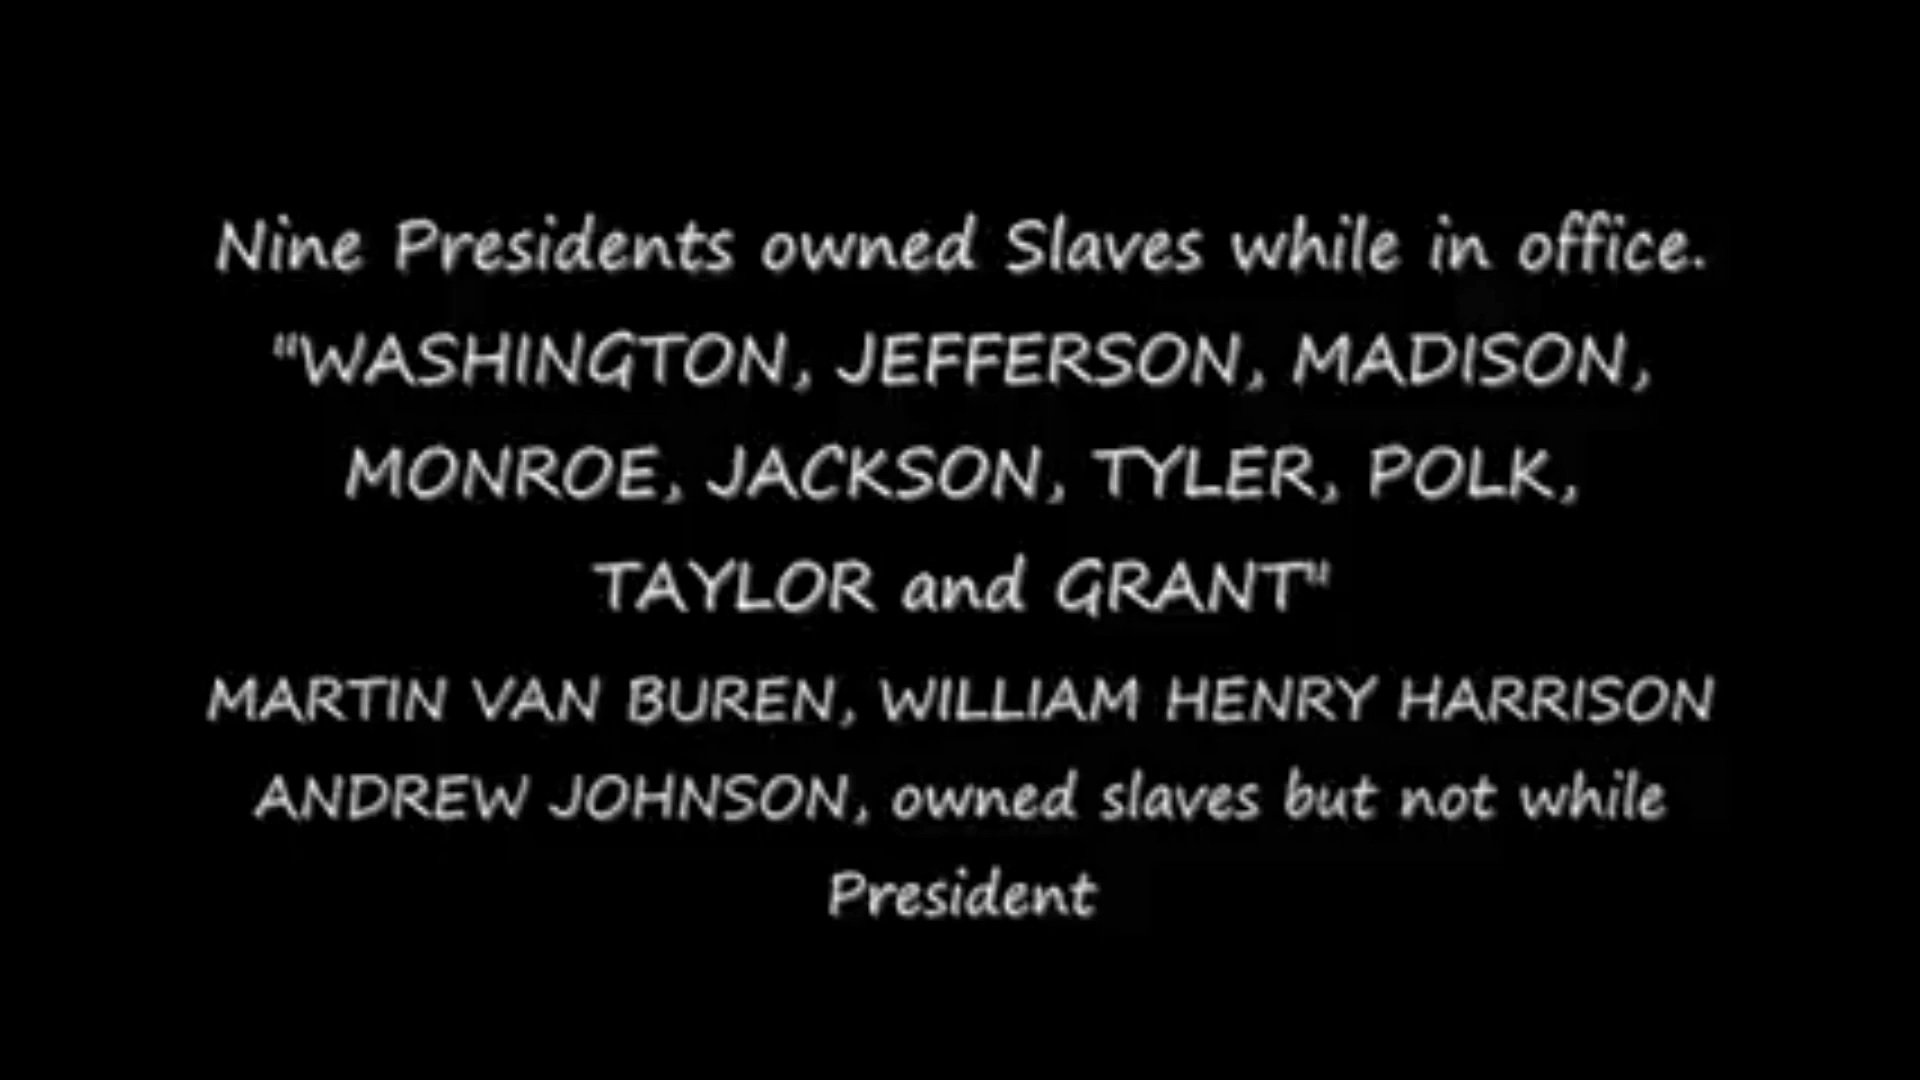 Nine Presidents owned Slaves while in office.
"WASHINGTON, JEFFERSON, MADISON,
MONROE, JACKSON, TYLER, POLK,
TAYLOR and GRANT"
MARTIN VAN BUREN, WILLIAM HENRY HARRISON
ANDREW JOHNSON, owned slaves but not while
President